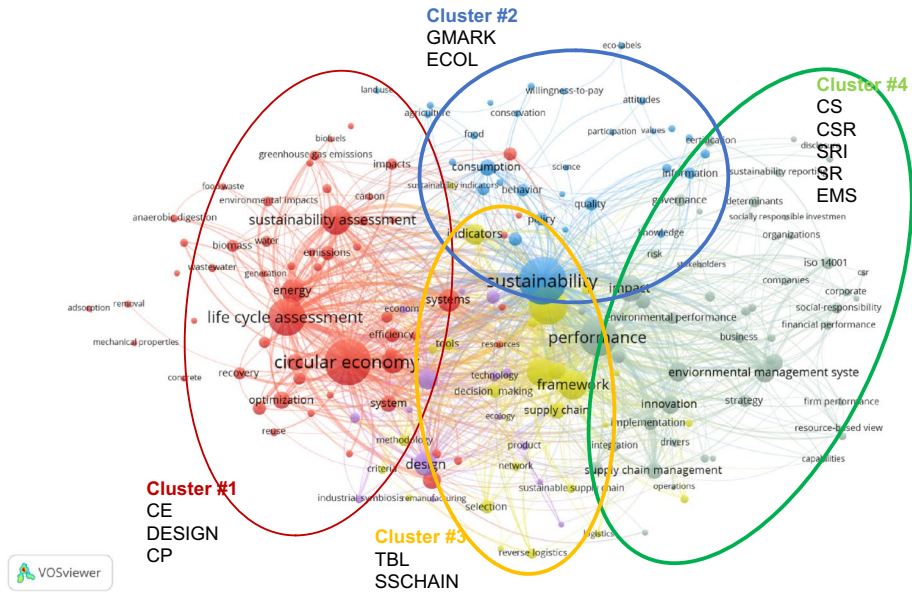 Cluster #2
GMARK
ECOL
eco-labels
Cluster #4
CS
CSR
SRI
SR
EMS
land use
willingness-to-pay
attitudes
agriculture
conservation
food
participation
values
certification
biofuels
disclosure
greenhouse gas emissions
impacts
consumption
science
information
sustainability reporting
food waste
carbon
sustainability indicators
behavior
environmental impacts
quality
governance
determinants
anaerobic digestion
sustainability assessment
policy
socially responsible investmen
indicators
knowledge
organizations
biomass
water
emissions
risk
stakeholders
iso 14001
wastewater
generation
sustainability
companies
csr
energy
impact
corporate
adsorption
removal
systems
social-responsibility
econom
life cycle assessment
environmental performance
financial performance
efficiency
performance
business
mechanical properties
tools
resources
circular economy
technology
enviornmental management syste
concrete
recovery
decision making
framework
optimization
system
supply chain
innovation
strategy
firm performance
ecology
implementation
reuse
resource-based view
methodology
product
integration
drivers
criteria
design
network
supply chain management
capabilities
Cluster #1
CE
DESIGN
CP
industrial symbiosis
remanufacturing
sustainable supply chain
operations
selection
Cluster #3
TBL
SSCHAIN
logistics
reverse logistics
VOSviewer